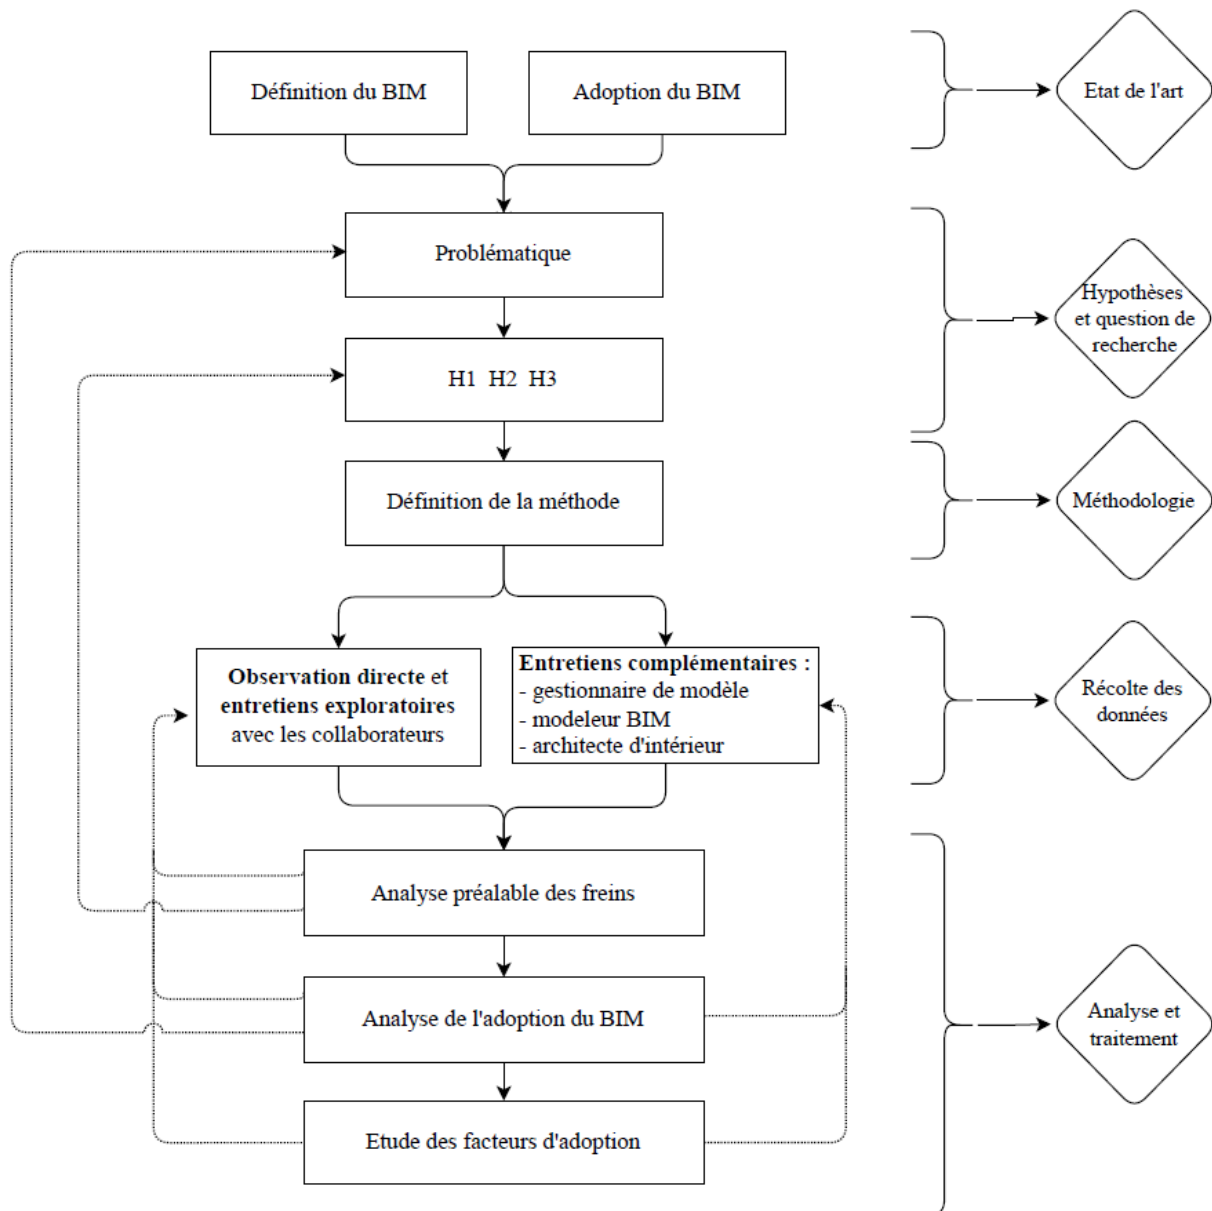 Définition du BIM
Adoption du BIM
Etat de l'art
Problématique
Hypothèses
et question de
recherche
H1 H2 H3
Définition de la méthode
Méthodologie
Observation directe et
entretiens exploratoires
avec les collaborateurs
Entretiens complémentaires :
- gestionnaire de modèle
- modeleur BIM
- architecte d'intérieur
Récolte des
données
Analyse préalable des freins
Analyse de l'adoption du BIM
Analyse et
traitement
Etude des facteurs d'adoption